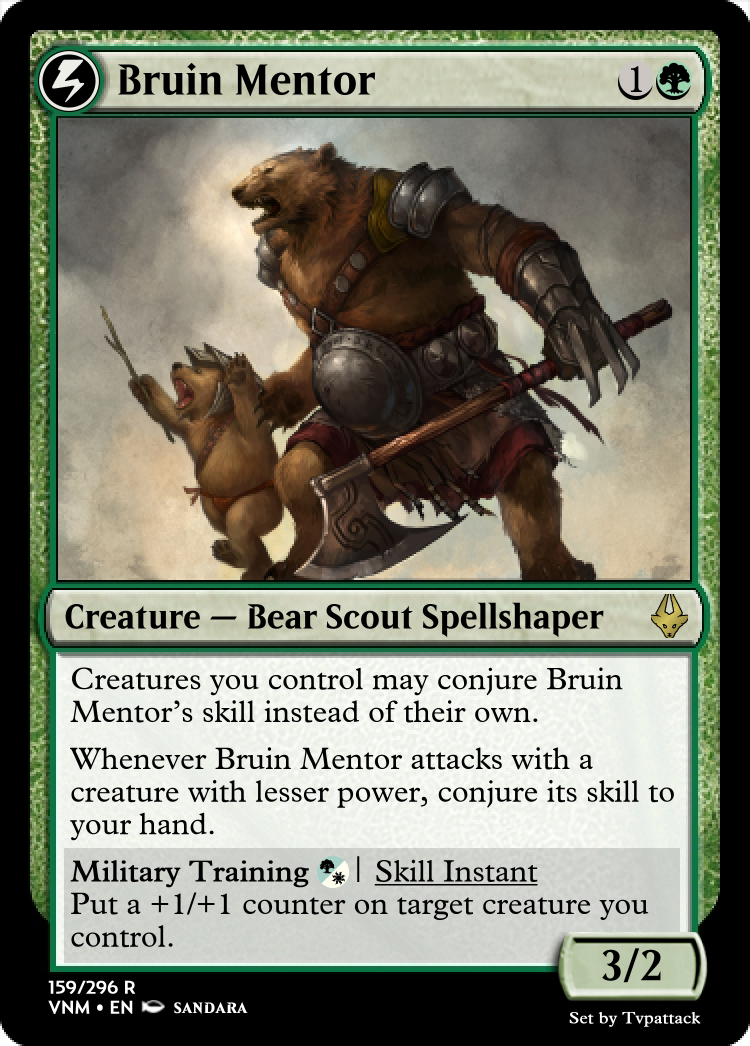 Bruin Mentor 1
Creature — Bear Scout Spellshaper
Creatures you control may conjure Bruin
Mentor's skill instead of their own.
Whenever Bruin Mentor attacks with a
creature with lesser power, conjure its skill to
your hand.
Military Training | Skill Instant
Put a +1/+1 counter on target creature you
control.
3/2
159/296 R
VNM • EN SANDARA
Set by Tvpattack